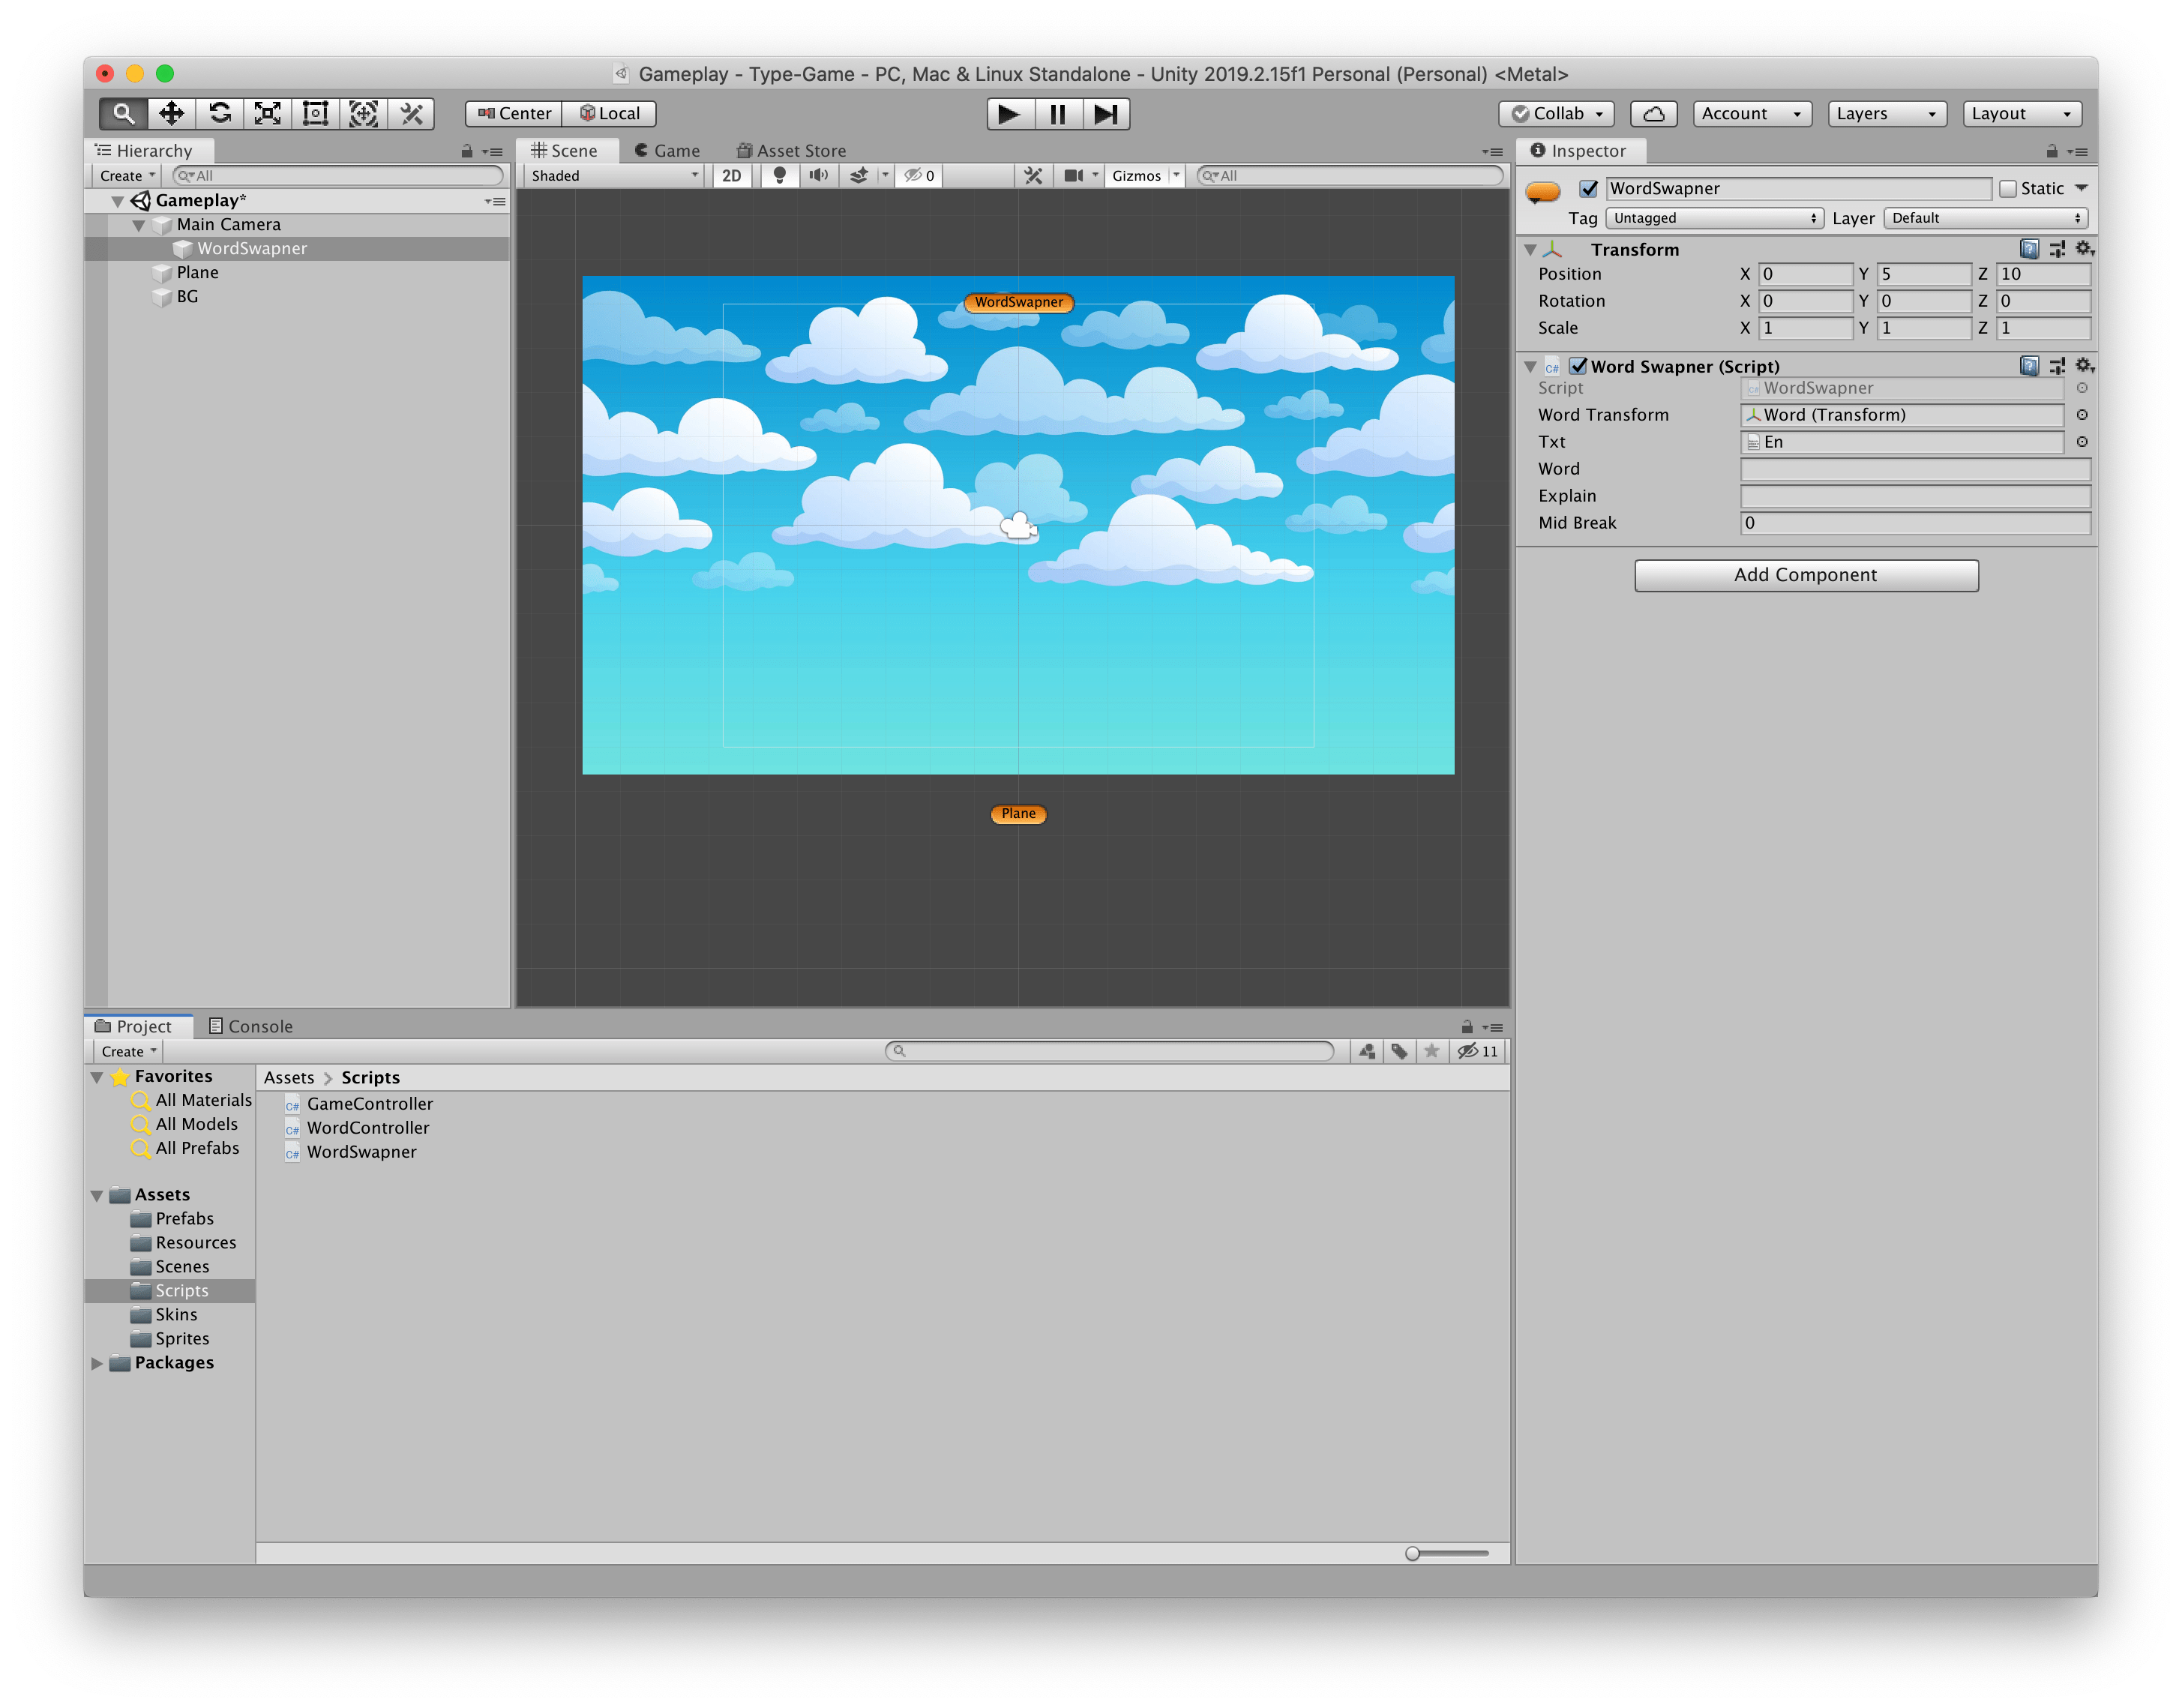 Gameplay - Type-Game - PC, Mac & Linux Standalone - Unity 2019.2.15f1 Personal (Personal) <Metal>
Center Local Collab Account Layers Layout
Hierarchy
Create All
Gameplay*
Main Camera
WordSwapner
Plane
BG
Scene Game Asset Store
Shaded 2D 0 Gizmos All
WordSwapner
Plane
Inspector
WordSwapner Static
Tag Untagged Layer Default
Transform
Position X 0 Y 5 Z 10
Rotation X 0 Y 0 Z 0
Scale X 1 Y 1 Z 1
C# Word Swapner (Script)
Script WordSwapner
Word Transform Word (Transform)
Txt En
Word
Explain
Mid Break 0
Add Component
Project Console
Create 11
Favorites
All Materials
All Models
All Prefabs
Assets
Prefabs
Resources
Scenes
Scripts
Skins
Sprites
Packages
Assets > Scripts
C# GameController
C# WordController
C# WordSwapner